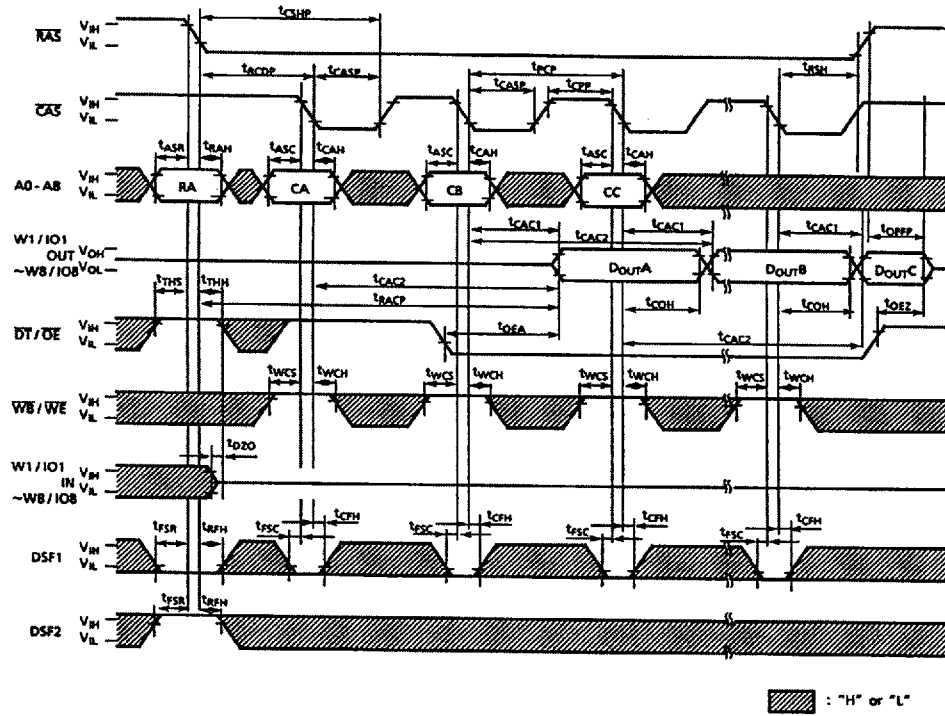 tCSHP
RAS VIH
VIL
tRCDP tCASP tPCP tRSH
tCASP tCPP
CAS VIH
VIL
tASR tRAH tASC tCAH tASC tCAH tASC tCAH
A0 - A8 VIH
VIL
RA CA CB CC
tCAC1 tCAC1 tCAC1 tOFFP
tCAC2
W1 / IO1
OUT VOH
~W8 / IO8 VOL
DOUTA DOUTB DOUTC
tTHS tTHH tCAC2 tCOH tCOH tOEZ
tRACP
tOEA tCAC2
DT / OE VIH
VIL
tWCS tWCH tWCS tWCH tWCS tWCH tWCS tWCH
WB / WE VIH
VIL
tDZO
W1 / IO1
IN VIH
~W8 / IO8 VIL
tFSR tRFH tFSC tCFH tFSC tCFH tFSC tCFH tFSC tCFH
DSF1 VIH
VIL
tFSR tRFH
DSF2 VIH
VIL
: "H" or "L"